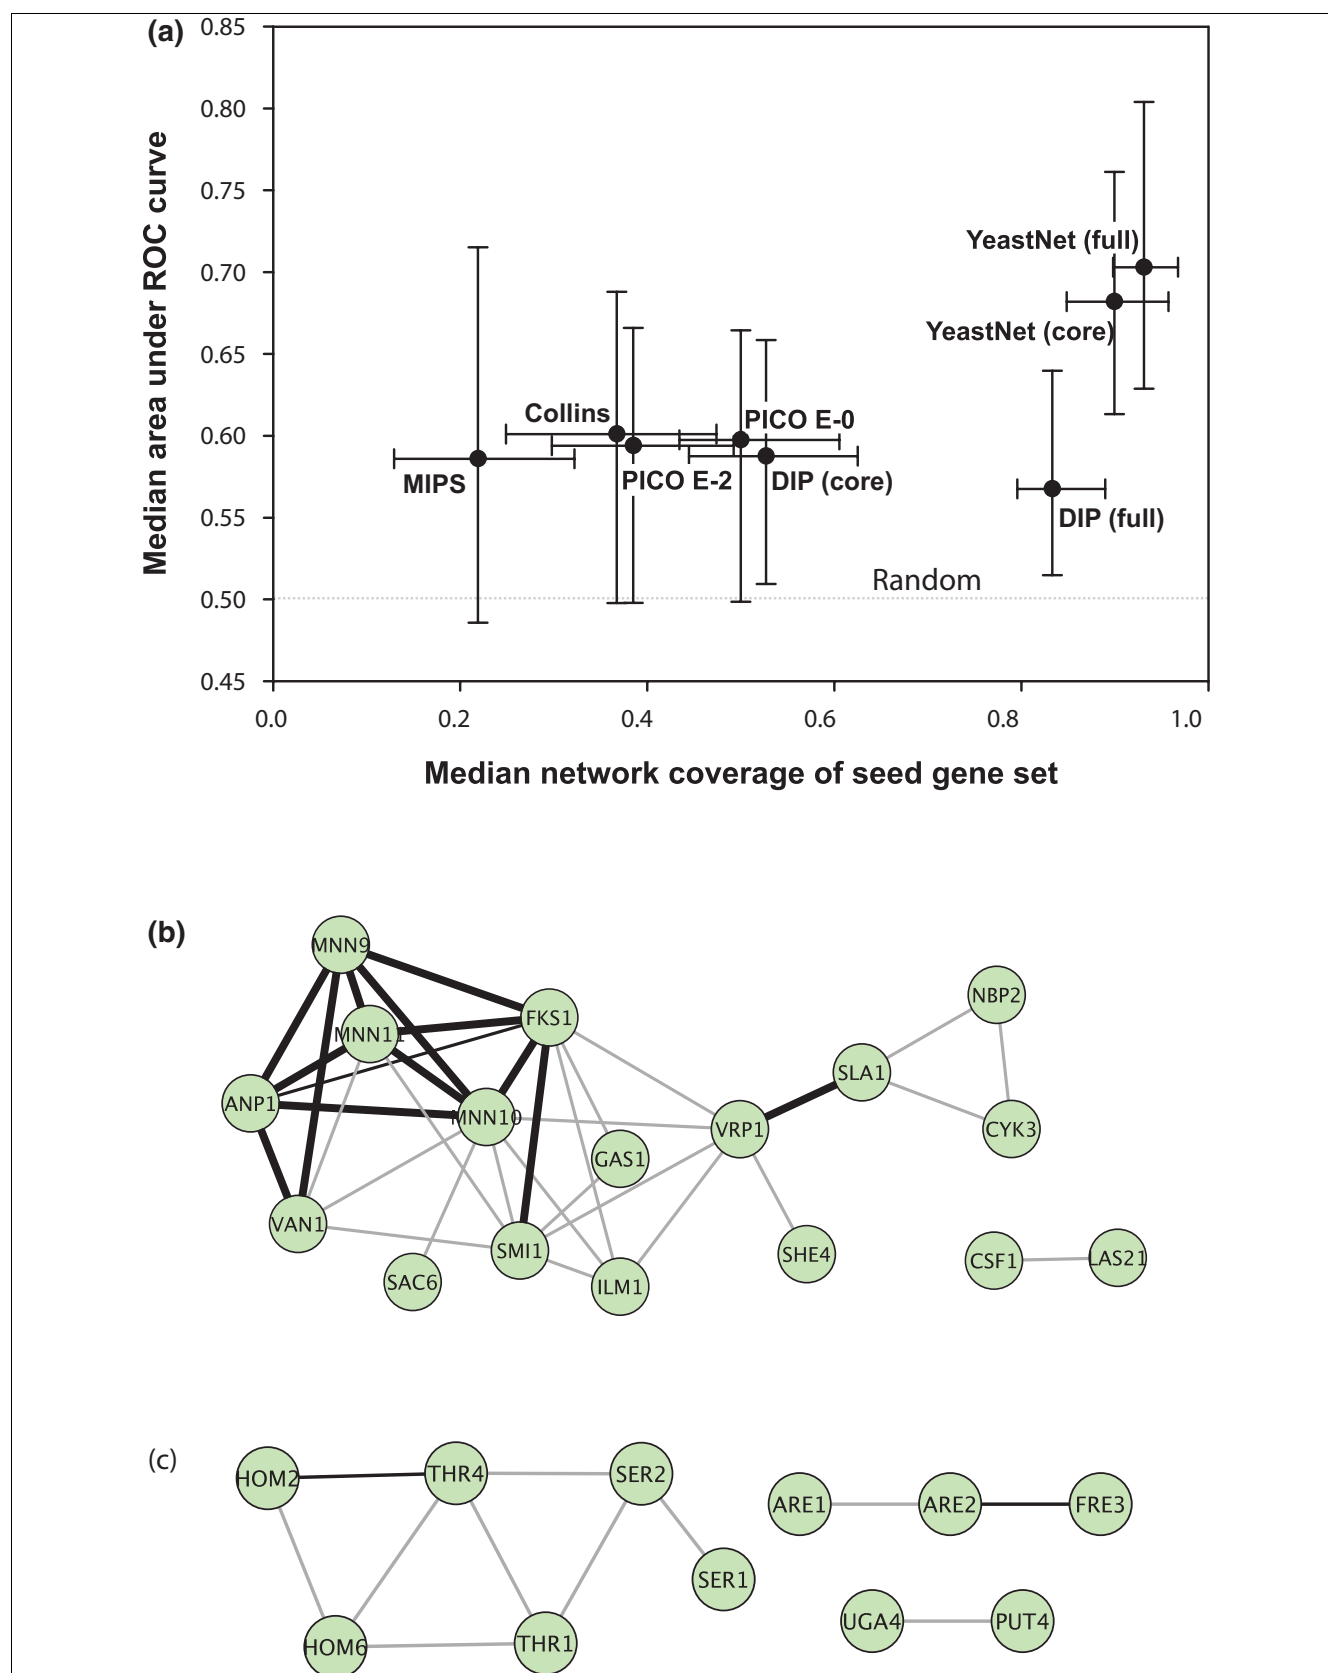 (a)
0.85
0.80
0.75
0.70
0.65
0.60
0.55
0.50
0.45
Median area under ROC curve
YeastNet (full)
YeastNet (core)
Collins
PICO E-0
MIPS
PICO E-2
DIP (core)
DIP (full)
Random
0.0 0.2 0.4 0.6 0.8 1.0
Median network coverage of seed gene set
(b)
MNN9
NBP2
FKS1
MNN11
SLA1
ANP1
MNN10
VRP1
CYK3
GAS1
VAN1
SMI1
SHE4
CSF1
LAS21
SAC6
ILM1
(c)
HOM2
THR4
SER2
ARE1
ARE2
FRE3
SER1
UGA4
PUT4
HOM6
THR1